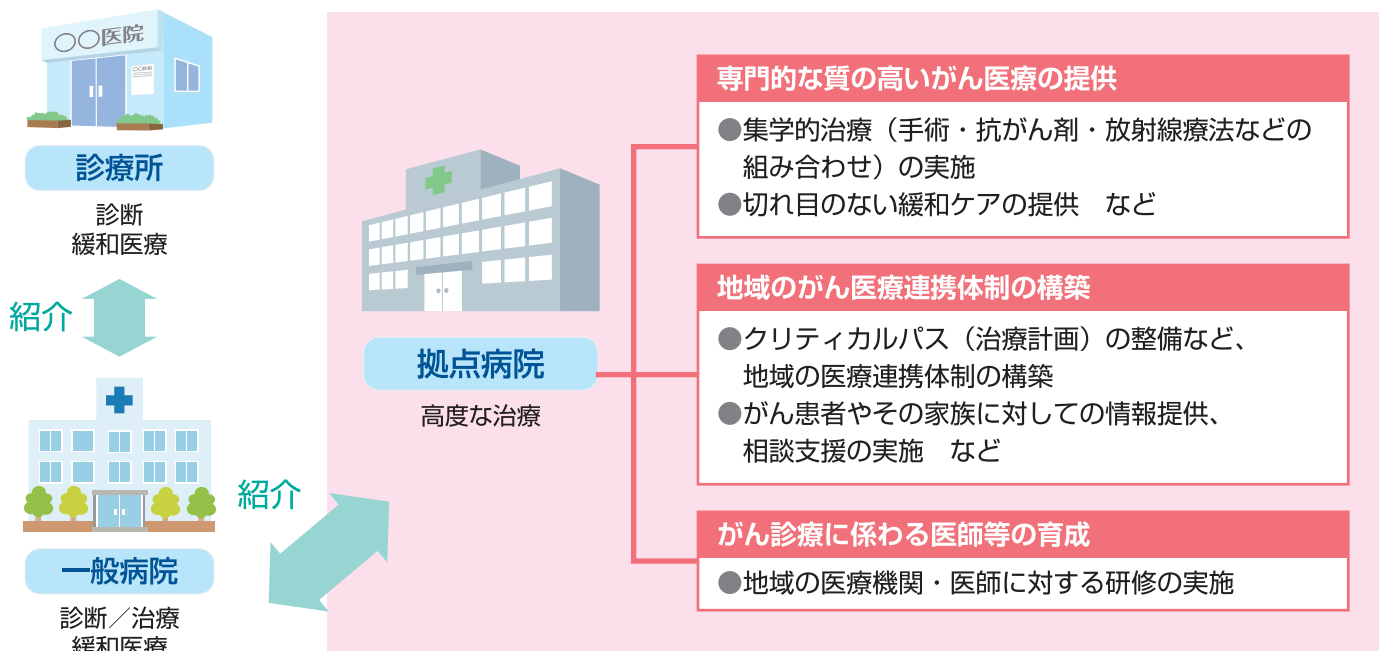 〇〇医院
〇〇医院
診療所
診断
緩和医療
紹介
一般病院
診断／治療
緩和医療
紹介
拠点病院
高度な治療
専門的な質の高いがん医療の提供
●集学的治療（手術・抗がん剤・放射線療法などの
組み合わせ）の実施
●切れ目のない緩和ケアの提供　など
地域のがん医療連携体制の構築
●クリティカルパス（治療計画）の整備など、
地域の医療連携体制の構築
●がん患者やその家族に対しての情報提供、
相談支援の実施　など
がん診療に係わる医師等の育成
●地域の医療機関・医師に対する研修の実施